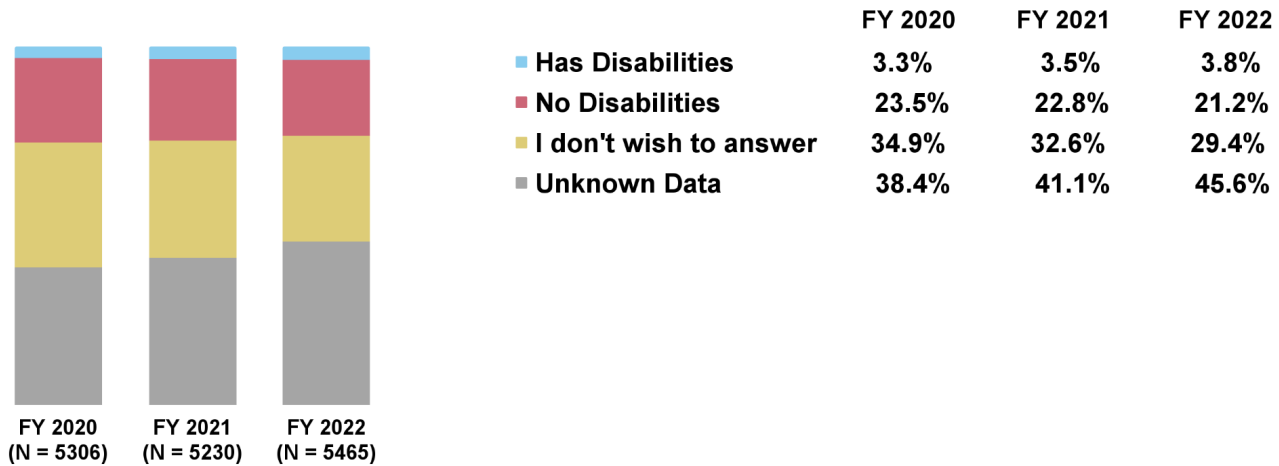 FY 2020 FY 2021 FY 2022
Has Disabilities 3.3% 3.5% 3.8%
No Disabilities 23.5% 22.8% 21.2%
I don't wish to answer 34.9% 32.6% 29.4%
Unknown Data 38.4% 41.1% 45.6%
FY 2020 FY 2021 FY 2022
(N = 5306) (N = 5230) (N = 5465)